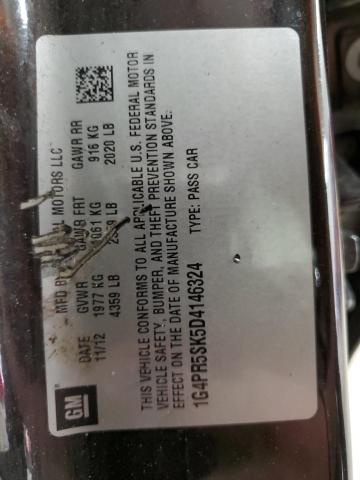 GM
MFD BY MOTORS LLC
DATE GVWR GAWR FRT GAWR RR
11/12 1977 KG 1061 KG 916 KG
4359 LB LB 2020 LB
THIS VEHICLE CONFORMS TO ALL APPLICABLE U.S. FEDERAL MOTOR
VEHICLE SAFETY, BUMPER, AND THEFT PREVENTION STANDARDS IN
EFFECT ON THE DATE OF MANUFACTURE SHOWN ABOVE.
1G4PR5SK5D4146324 TYPE: PASS CAR